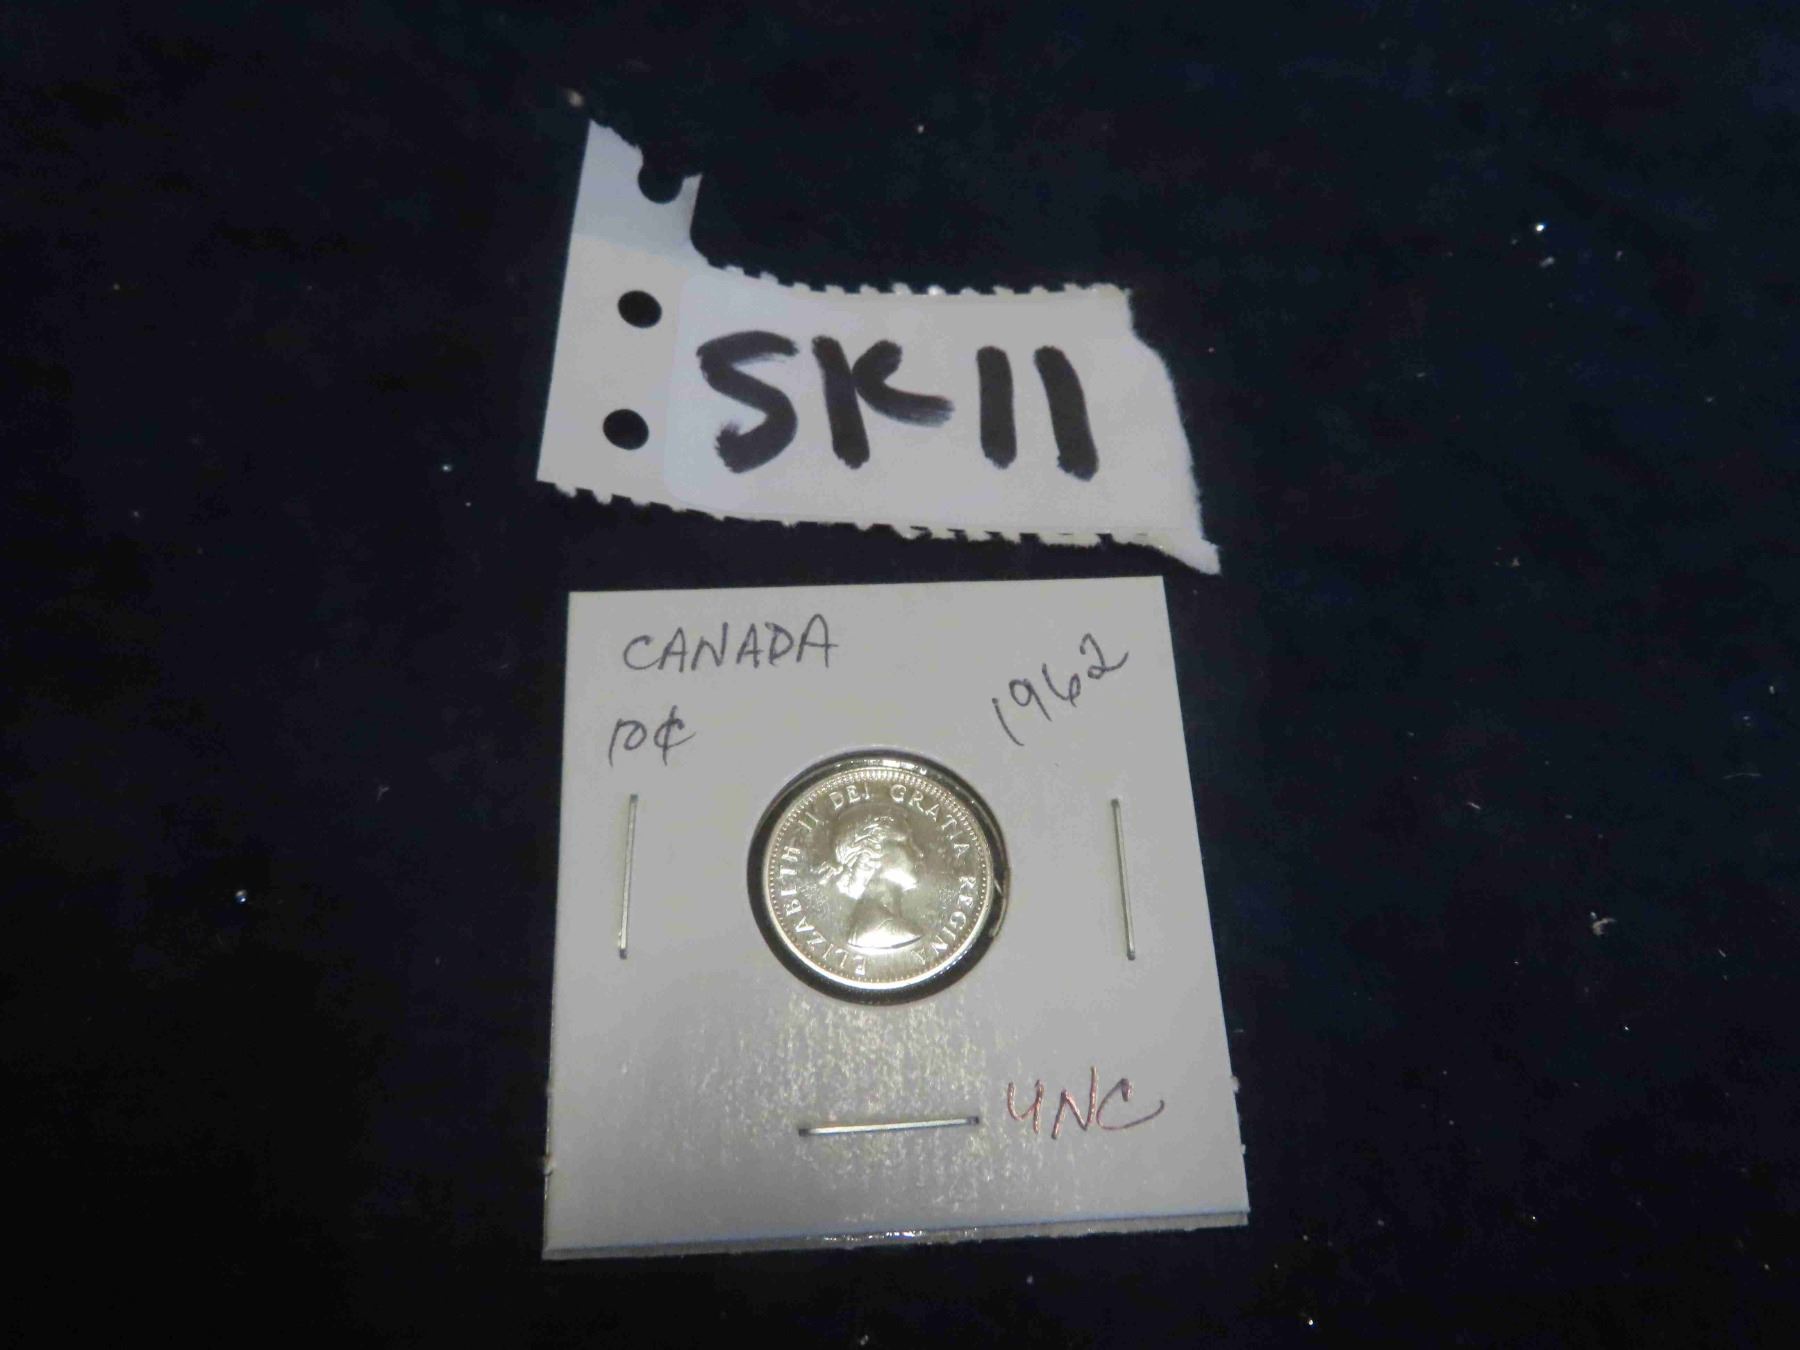 SK11
CANADA
1962
10¢
ELIZABETH II DEI GRATIA REGINA
UNC